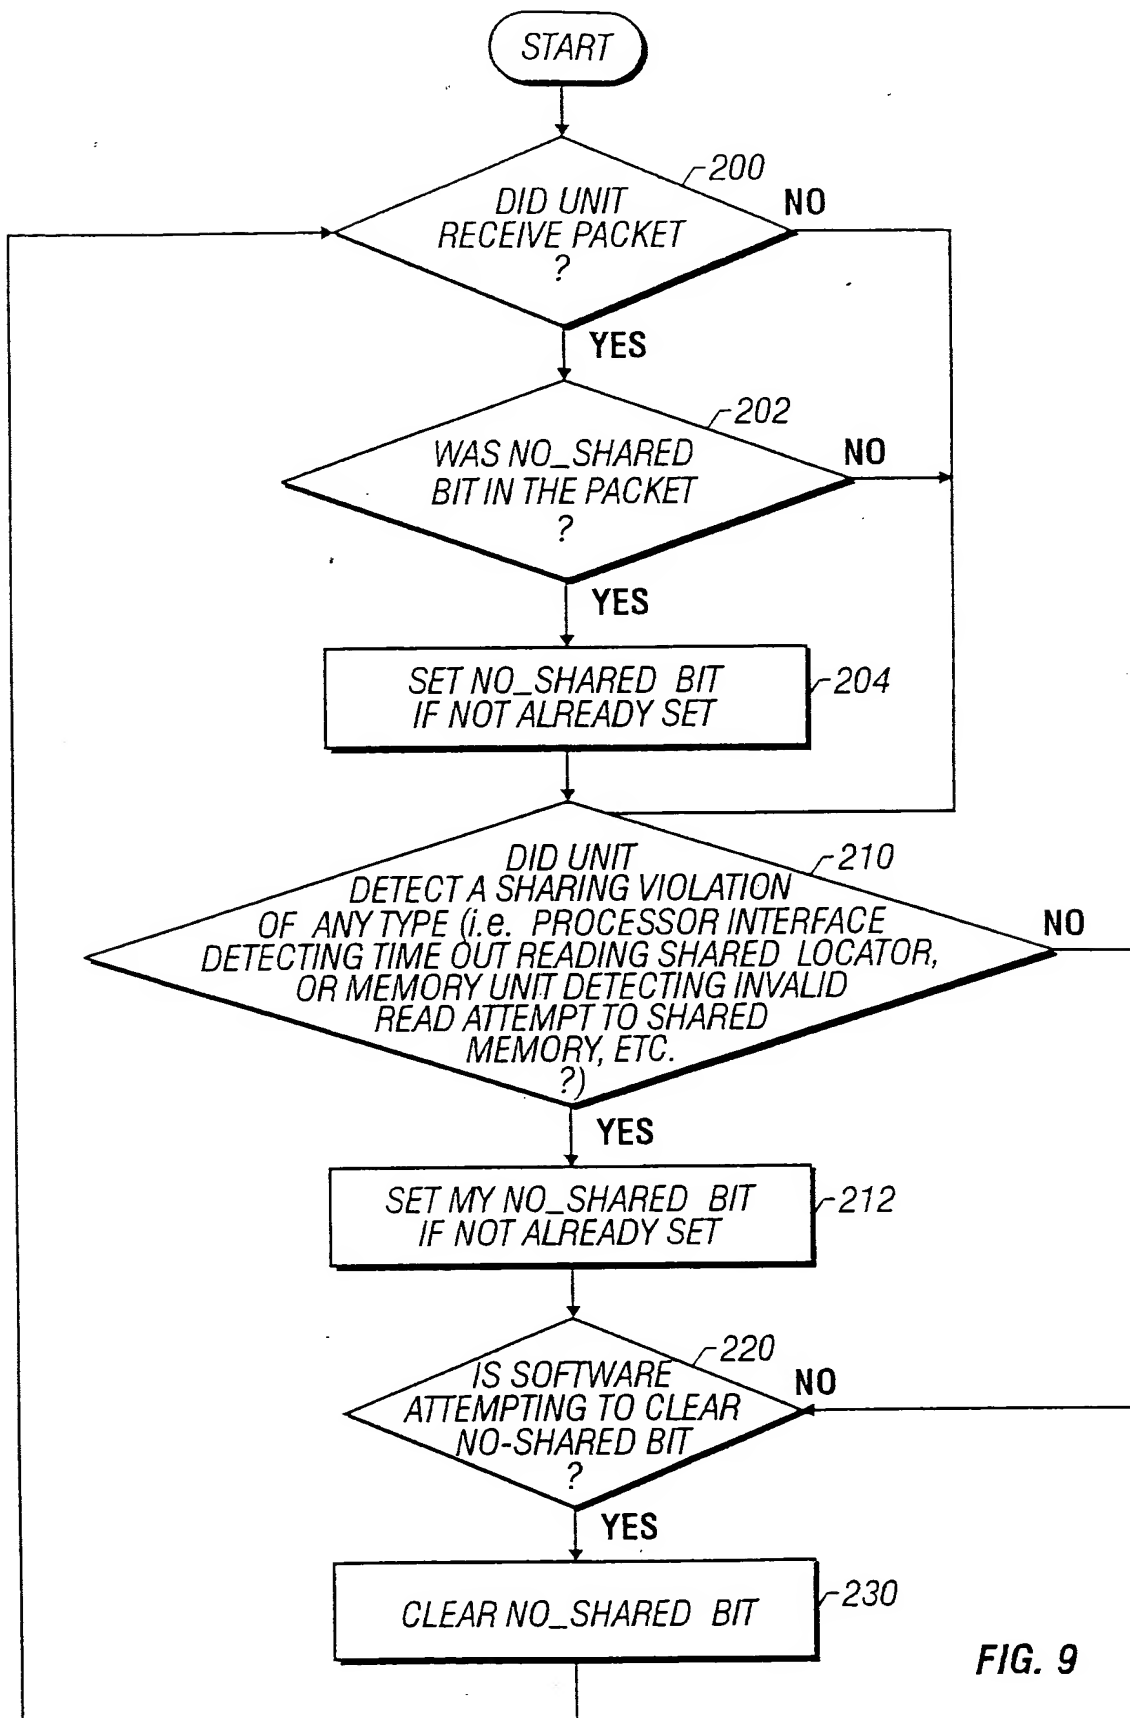 START
200
DID UNIT
RECEIVE PACKET
?
NO
YES
202
WAS NO_SHARED
BIT IN THE PACKET
?
NO
YES
SET NO_SHARED BIT
IF NOT ALREADY SET
204
DID UNIT
DETECT A SHARING VIOLATION
OF ANY TYPE (i.e. PROCESSOR INTERFACE
DETECTING TIME OUT READING SHARED LOCATOR,
OR MEMORY UNIT DETECTING INVALID
READ ATTEMPT TO SHARED
MEMORY, ETC.
?)
210
NO
YES
SET MY NO_SHARED BIT
IF NOT ALREADY SET
212
220
IS SOFTWARE
ATTEMPTING TO CLEAR
NO-SHARED BIT
?
NO
YES
CLEAR NO_SHARED BIT
230
FIG. 9